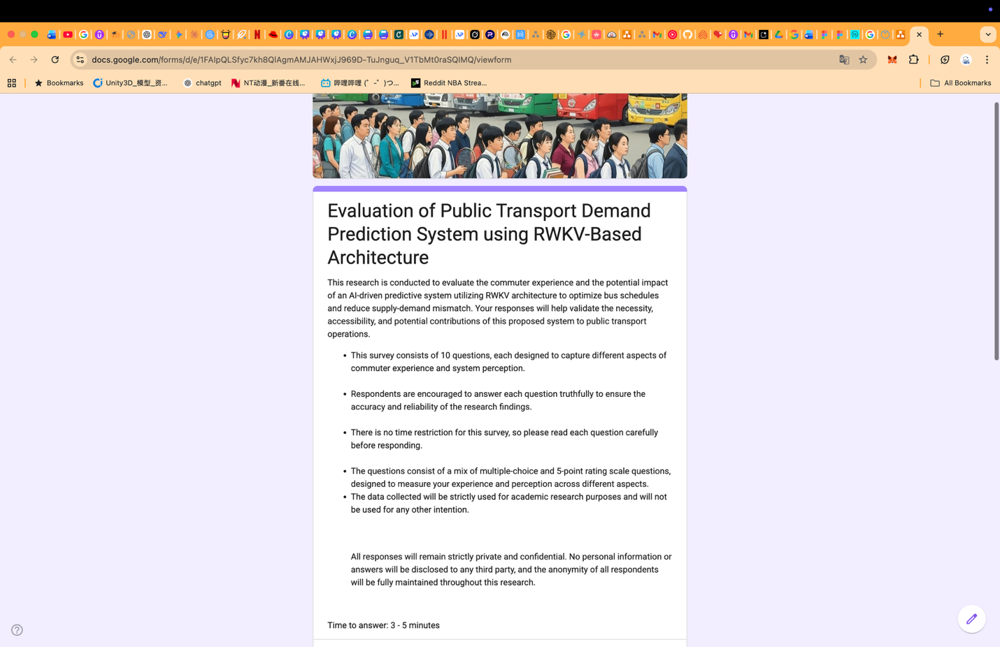 docs.google.com/forms/d/e/1FAIpQLSfyc7kh8QlAgmAMJAHWxjJ969D-TuJnguq_V1TbMt0raSQIMQ/viewform
Bookmarks
Unity3D_模型_资...
chatgpt
NT动漫_新番在线...
哔哩哔哩 (゜-゜)つ...
Reddit NBA Strea...
All Bookmarks
Evaluation of Public Transport Demand
Prediction System using RWKV-Based
Architecture
This research is conducted to evaluate the commuter experience and the potential impact
of an AI-driven predictive system utilizing RWKV architecture to optimize bus schedules
and reduce supply-demand mismatch. Your responses will help validate the necessity,
accessibility, and potential contributions of this proposed system to public transport
operations.
• This survey consists of 10 questions, each designed to capture different aspects of
commuter experience and system perception.
• Respondents are encouraged to answer each question truthfully to ensure the
accuracy and reliability of the research findings.
• There is no time restriction for this survey, so please read each question carefully
before responding.
• The questions consist of a mix of multiple-choice and 5-point rating scale questions,
designed to measure your experience and perception across different aspects.
• The data collected will be strictly used for academic research purposes and will not
be used for any other intention.
All responses will remain strictly private and confidential. No personal information or
answers will be disclosed to any third party, and the anonymity of all respondents
will be fully maintained throughout this research.
Time to answer: 3 - 5 minutes